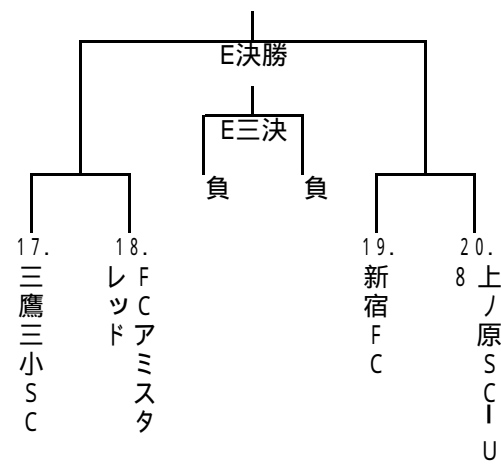 E決勝
E三決
負
負
17.
三鷹三小SC
18.
FCアミスタ
レッド
19.
新宿FC
20.
上ノ原SCーU
8